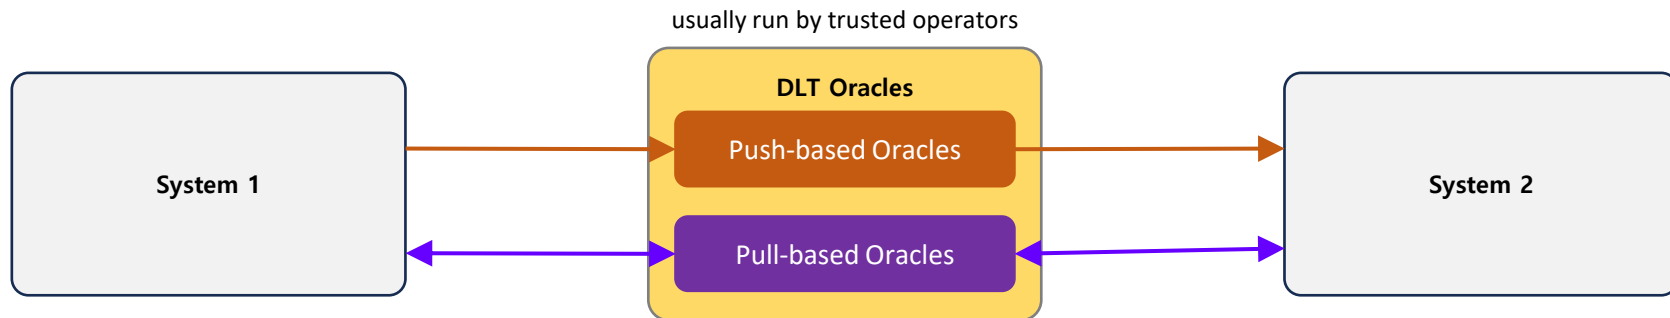 usually run by trusted operators
DLT Oracles
Push-based Oracles
System 1
System 2
Pull-based Oracles